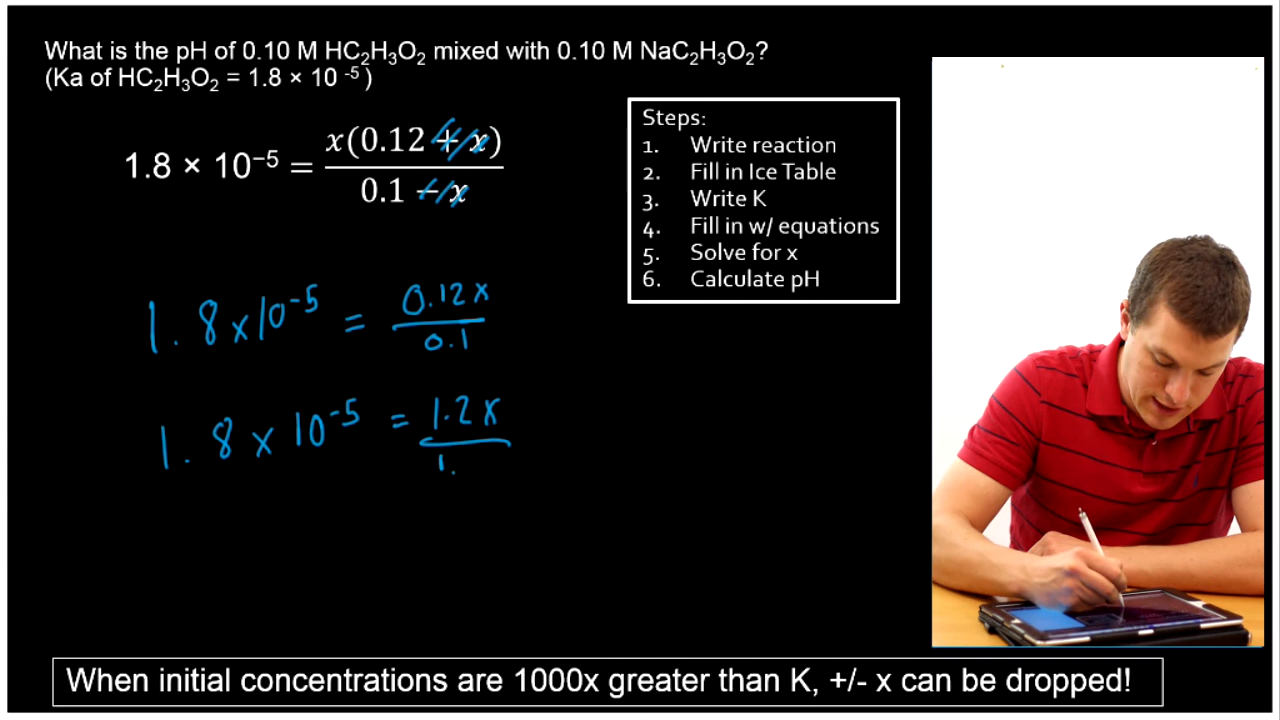 What is the pH of 0.10 M HC₂H₃O₂ mixed with 0.10 M NaC₂H₃O₂?
(Ka of HC₂H₃O₂ = 1.8 × 10 ⁻⁵ )
1.8 × 10⁻⁵ = x(0.12 + x) / 0.1 − x
Steps:
1. Write reaction
2. Fill in Ice Table
3. Write K
4. Fill in w/ equations
5. Solve for x
6. Calculate pH
1.8 x 10⁻⁵ = 0.12x / 0.1
1.8 x 10⁻⁵ = 1.2x / 1.
When initial concentrations are 1000x greater than K, +/- x can be dropped!